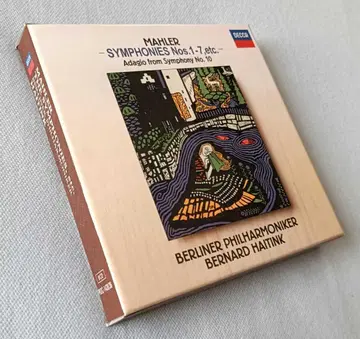 MAHLER
SYMPHONIES Nos.1-7, etc.
Adagio from Symphony No. 10
DECCA
BERLINER PHILHARMONIKER
BERNARD HAITINK